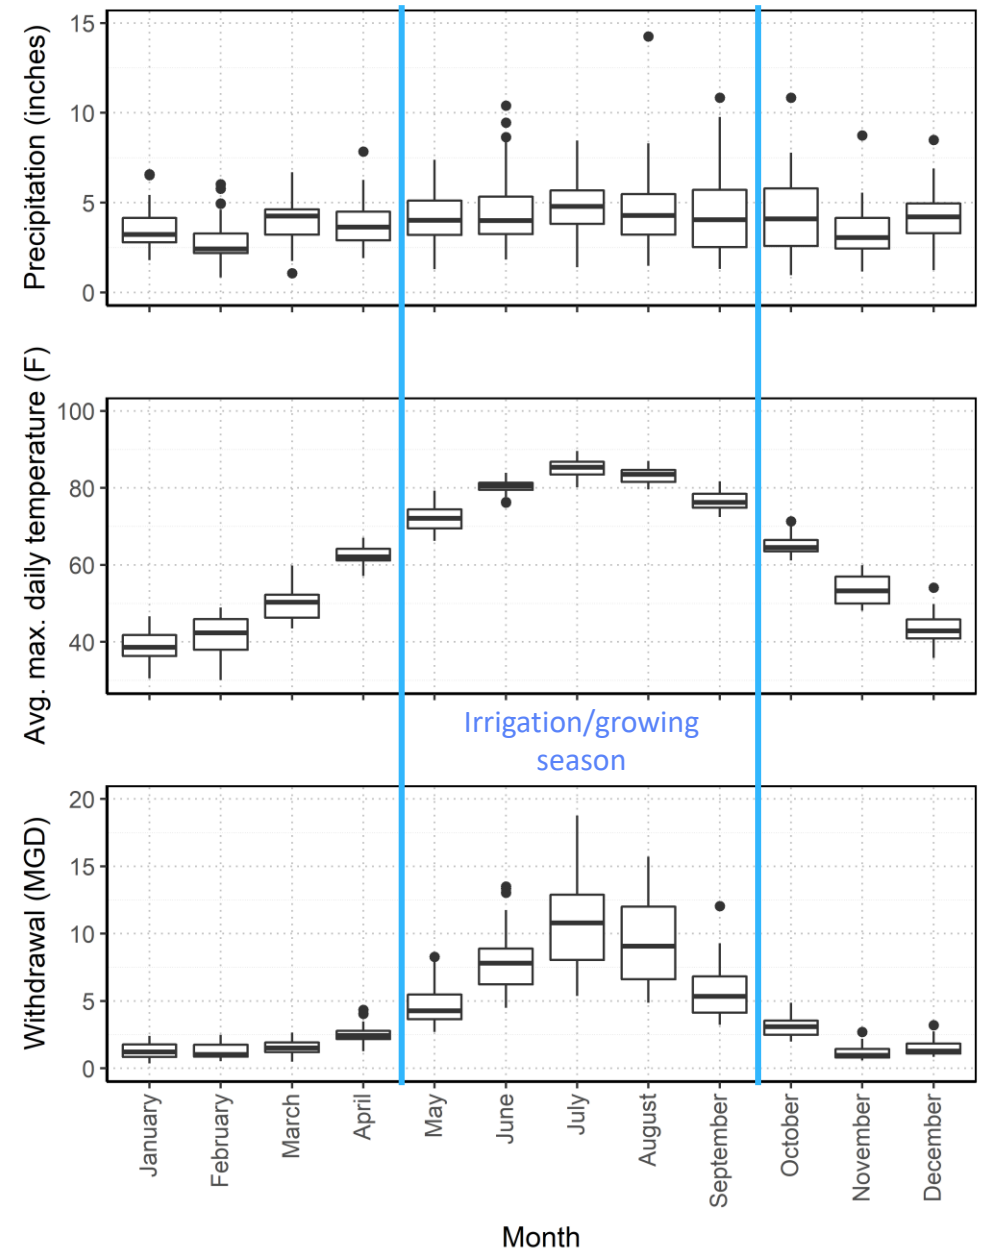 Precipitation (inches)
15
10
5
0
Avg. max. daily temperature (F)
100
80
60
40
Irrigation/growing
season
Withdrawal (MGD)
20
15
10
5
0
January
February
March
April
May
June
July
August
September
October
November
December
Month